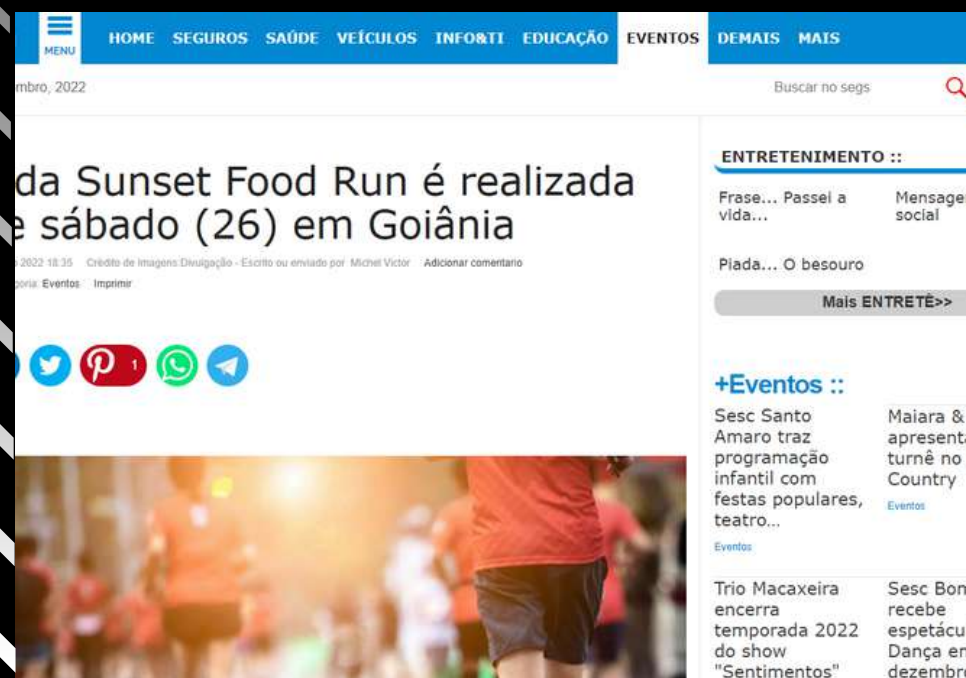 MENU HOME SEGUROS SAÚDE VEÍCULOS INFO&TI EDUCAÇÃO EVENTOS DEMAIS MAIS
mbro, 2022
Buscar no segs
da Sunset Food Run é realizada
e sábado (26) em Goiânia
2022 18:35 Crédito de Imagens:Divulgação - Escrito ou enviado por Michel Victor Adicionar comentário
goria: Eventos Imprimir
1
ENTRETENIMENTO ::
Frase... Passei a
vida...
Mensage
social
Piada... O besouro
Mais ENTRETÊ>>
+Eventos ::
Sesc Santo
Amaro traz
programação
infantil com
festas populares,
teatro...
Eventos
Maiara &
apresenta
turnê no
Country
Eventos
Trio Macaxeira
encerra
temporada 2022
do show
"Sentimentos"
Sesc Bon
recebe
espetácu
Dança em
dezembro